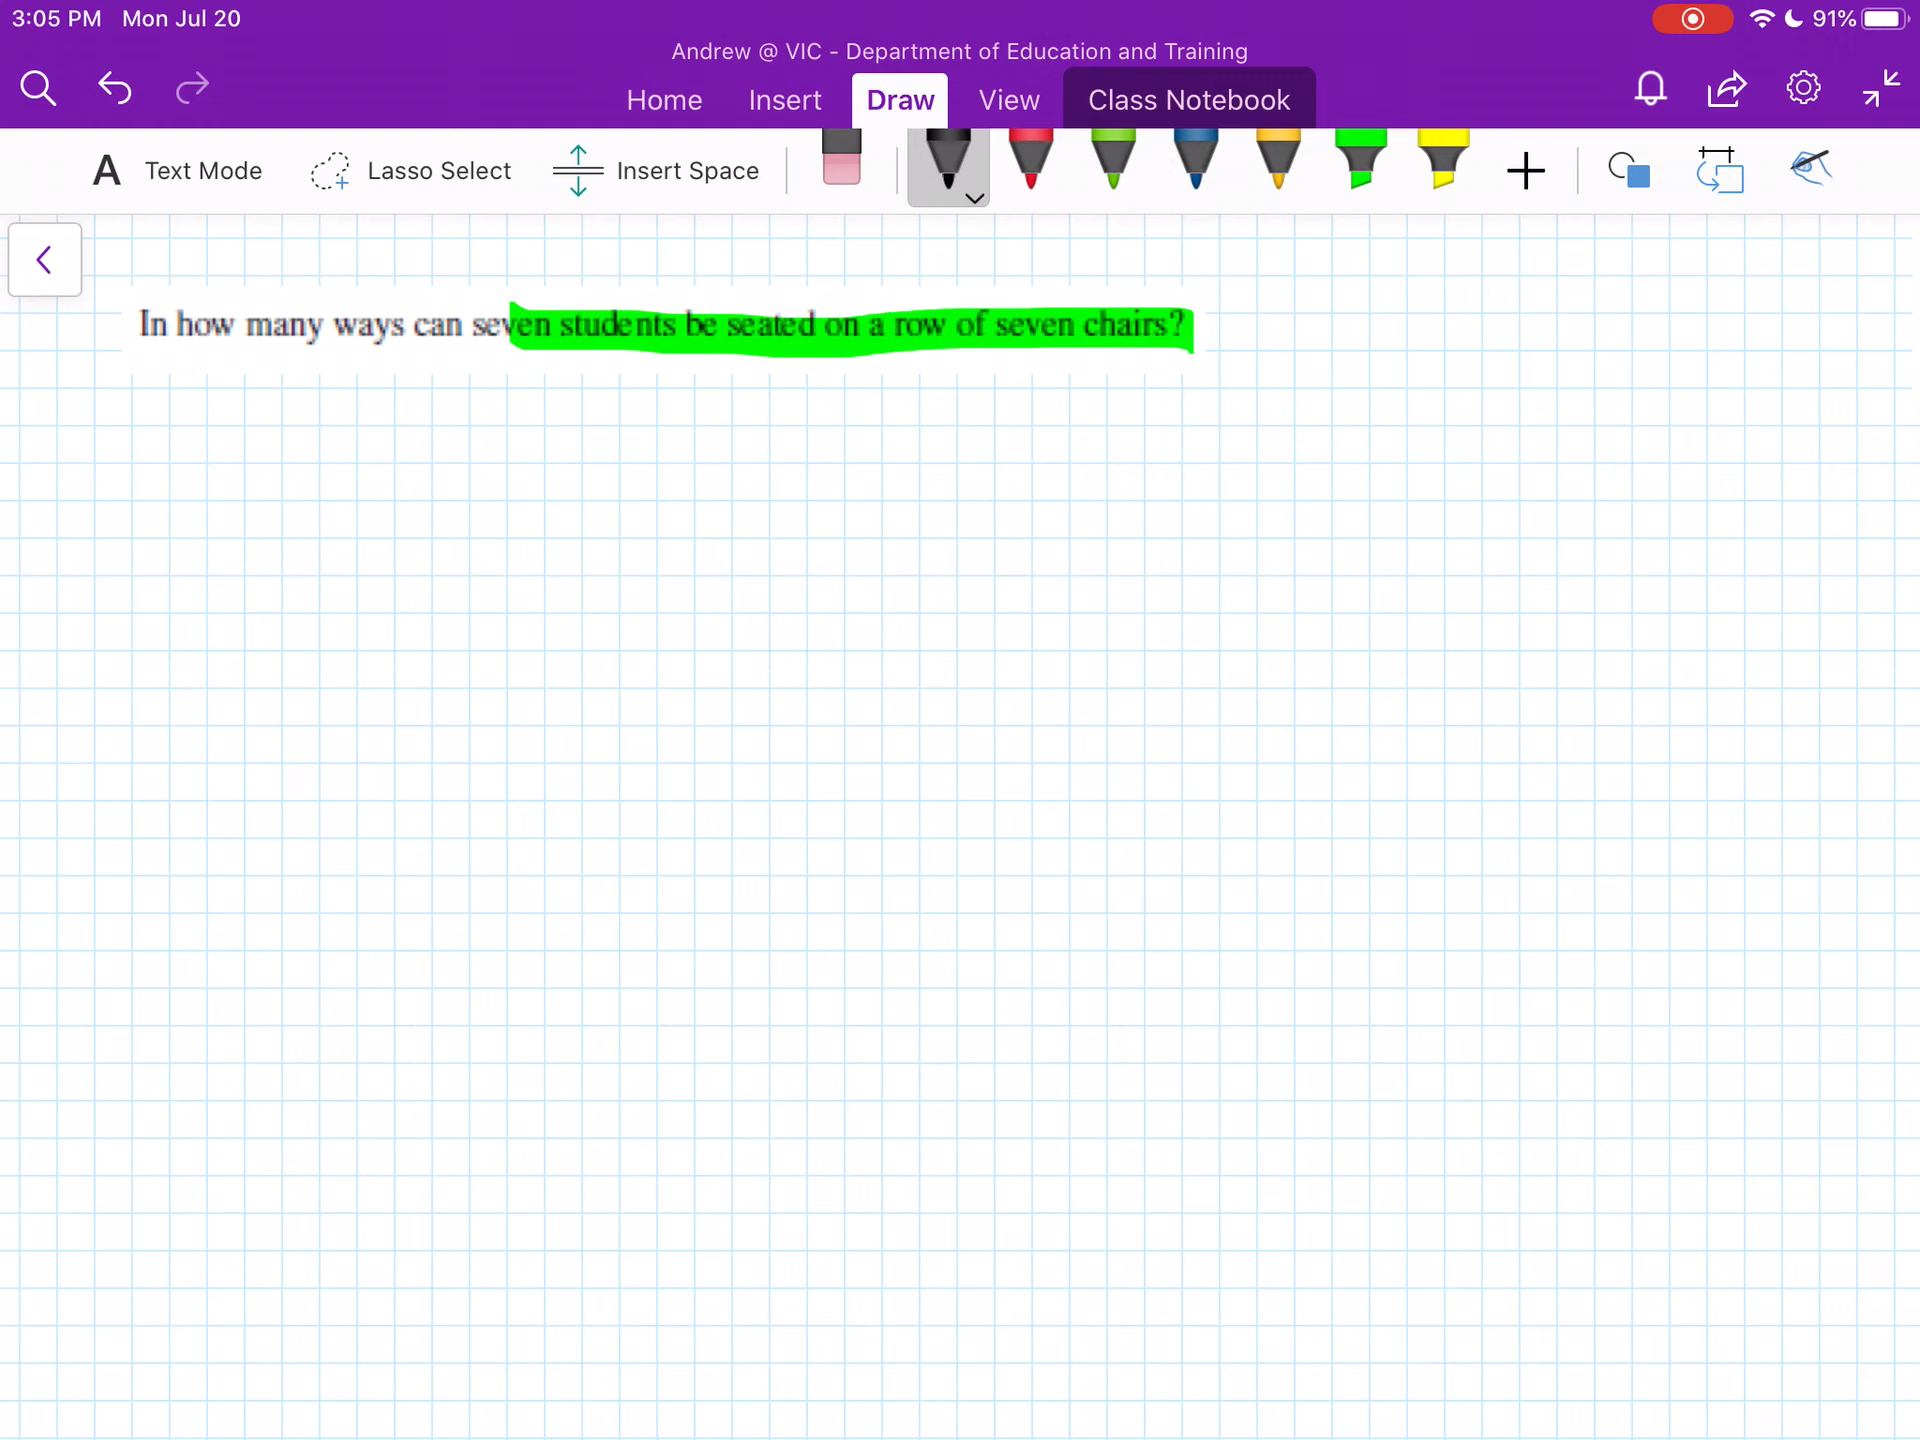 3:05 PM Mon Jul 20 91%
Andrew @ VIC - Department of Education and Training
Home Insert Draw View Class Notebook
A Text Mode Lasso Select Insert Space
In how many ways can seven students be seated on a row of seven chairs?